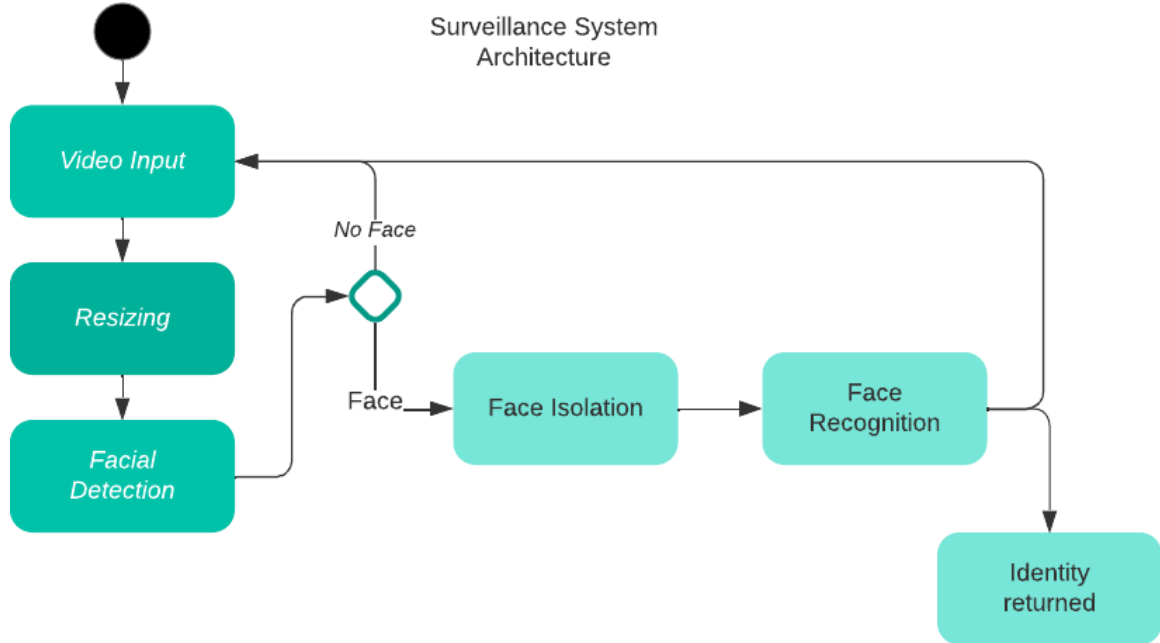 Surveillance System
Architecture
Video Input
No Face
Resizing
Face
Face Isolation
Face
Recognition
Facial
Detection
Identity
returned